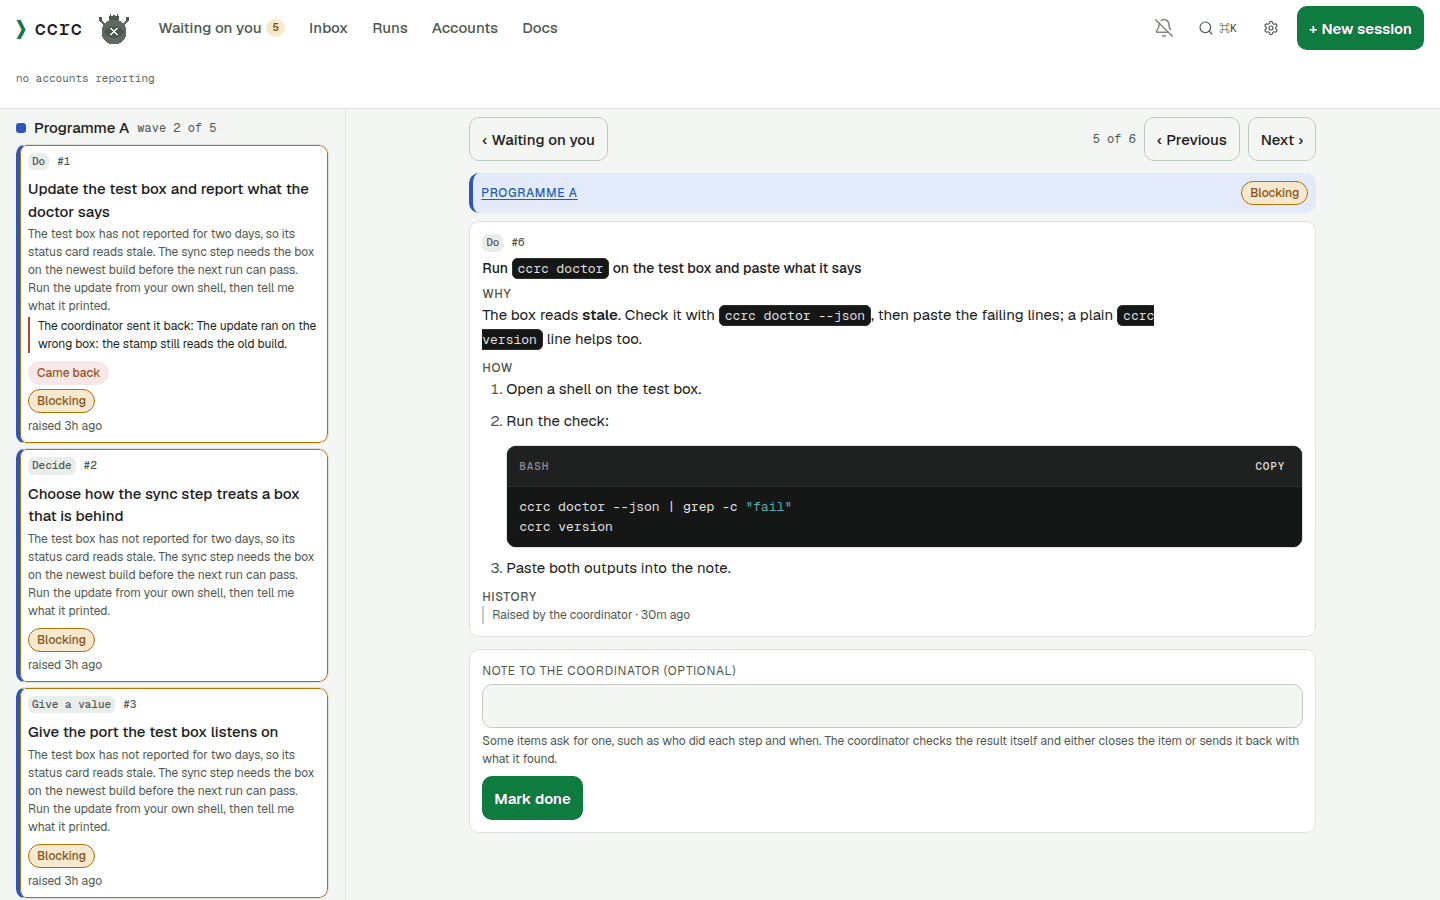 ❯ ccrc
Waiting on you 5
Inbox
Runs
Accounts
Docs
⌘K
+ New session
no accounts reporting
Programme A wave 2 of 5
Do #1
Update the test box and report what the
doctor says
The test box has not reported for two days, so its
status card reads stale. The sync step needs the box
on the newest build before the next run can pass.
Run the update from your own shell, then tell me
what it printed.
The coordinator sent it back: The update ran on the
wrong box: the stamp still reads the old build.
Came back
Blocking
raised 3h ago
Decide #2
Choose how the sync step treats a box
that is behind
The test box has not reported for two days, so its
status card reads stale. The sync step needs the box
on the newest build before the next run can pass.
Run the update from your own shell, then tell me
what it printed.
Blocking
raised 3h ago
Give a value #3
Give the port the test box listens on
The test box has not reported for two days, so its
status card reads stale. The sync step needs the box
on the newest build before the next run can pass.
Run the update from your own shell, then tell me
what it printed.
Blocking
raised 3h ago
‹ Waiting on you
5 of 6
‹ Previous
Next ›
PROGRAMME A
Blocking
Do #6
Run ccrc doctor on the test box and paste what it says
WHY
The box reads stale. Check it with ccrc doctor --json, then paste the failing lines; a plain ccrc
version line helps too.
HOW
1. Open a shell on the test box.
2. Run the check:
BASH
COPY
ccrc doctor --json | grep -c "fail"
ccrc version
3. Paste both outputs into the note.
HISTORY
Raised by the coordinator · 30m ago
NOTE TO THE COORDINATOR (OPTIONAL)
Some items ask for one, such as who did each step and when. The coordinator checks the result itself and either closes the item or sends it back with
what it found.
Mark done